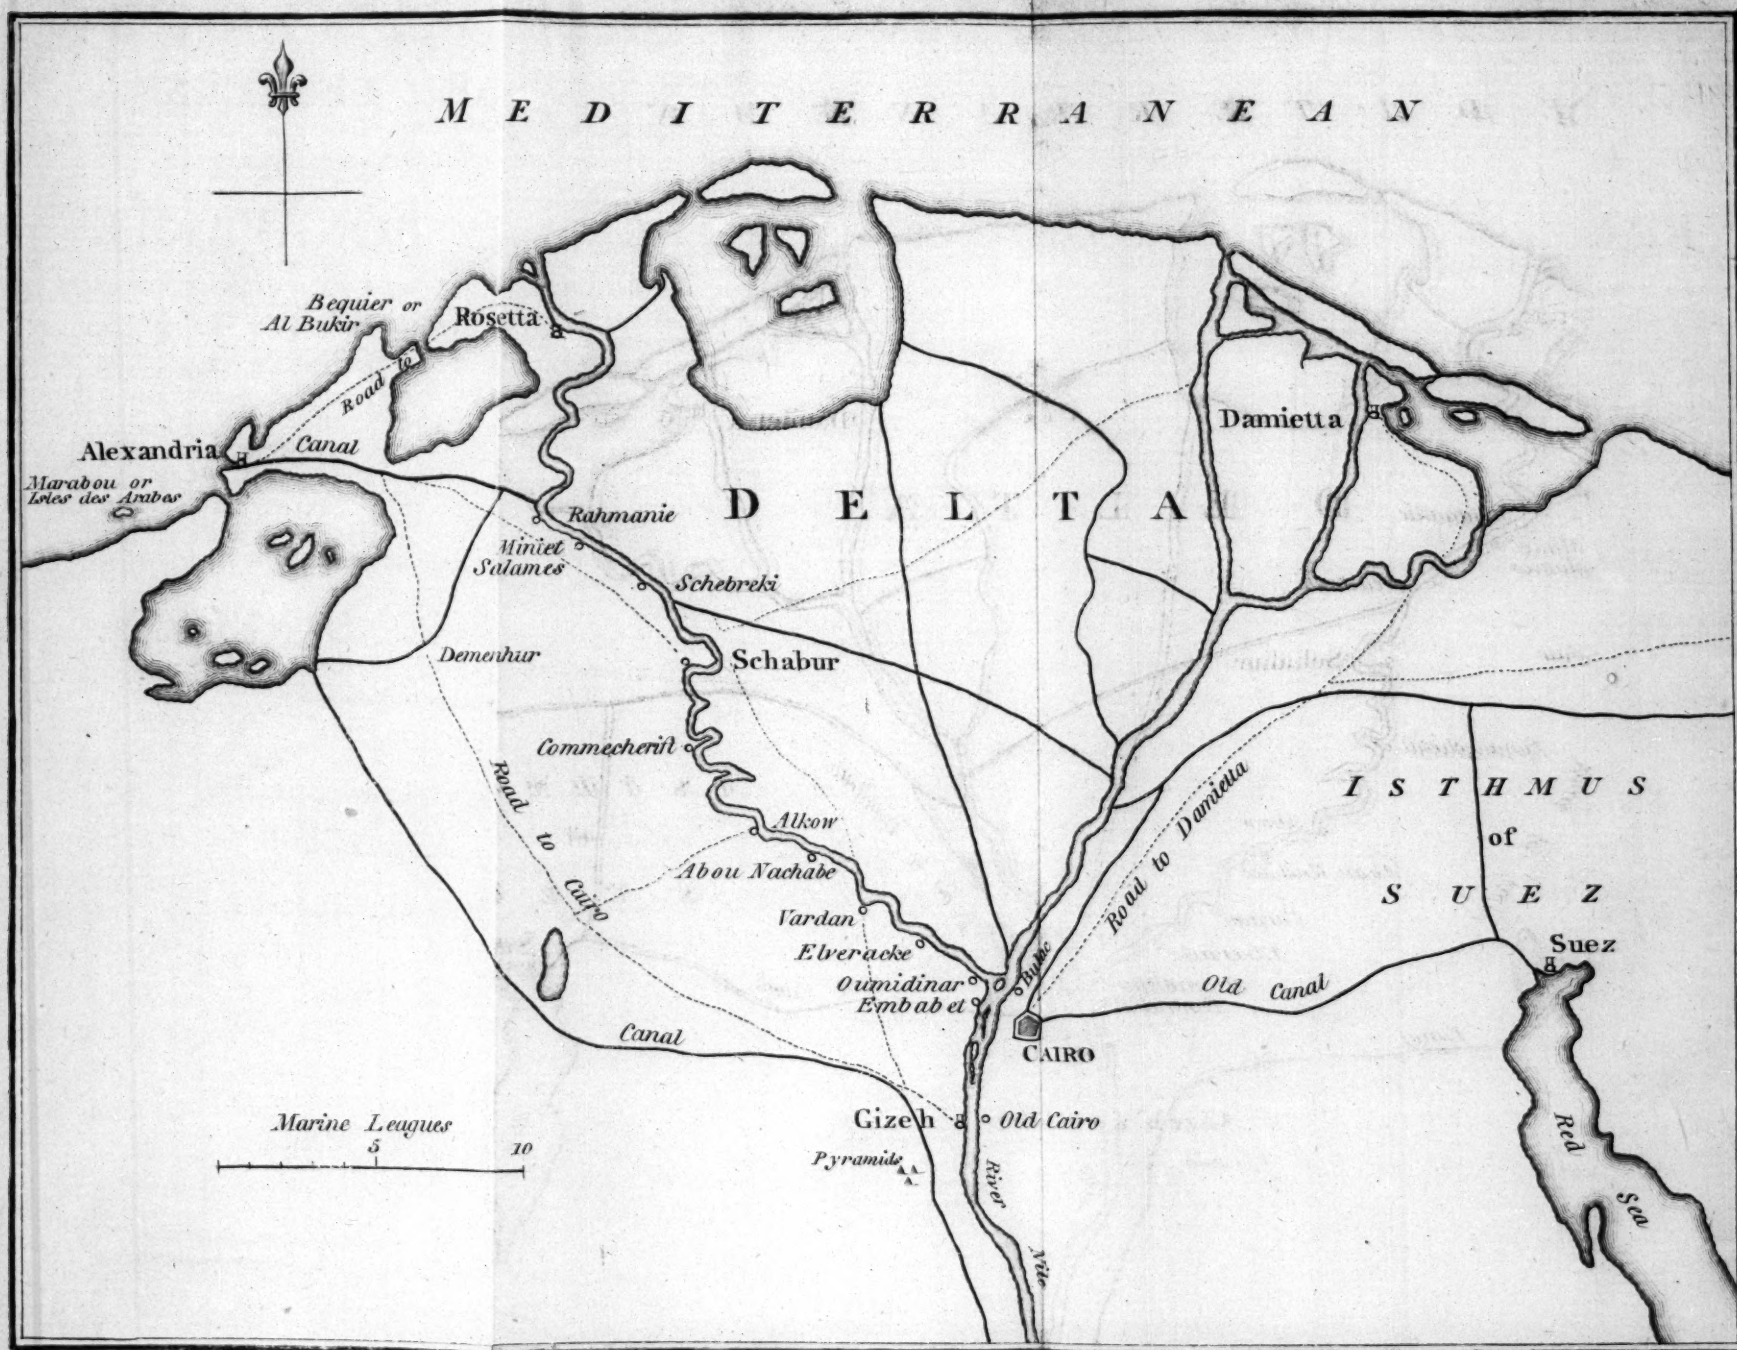 MEDITERRANEAN
Bequier or
Al Bukir
Rosetta
Road to
Alexandria
Canal
Marabou or
Isles des Arabes
Damietta
DELTA
Rahmanie
Miniet
Salames
Schebreki
Demenhur
Schabur
Commecherift
Road to Cairo
Alkow
Abou Nachabe
Vardan
Elveracke
Oumidinar
Embabet
Bulac
Road to Damietta
ISTHMUS
of
SUEZ
Suez
Old Canal
CAIRO
Canal
Gizeh
Old Cairo
Pyramids
River Nile
Red Sea
Marine Leagues
5 10